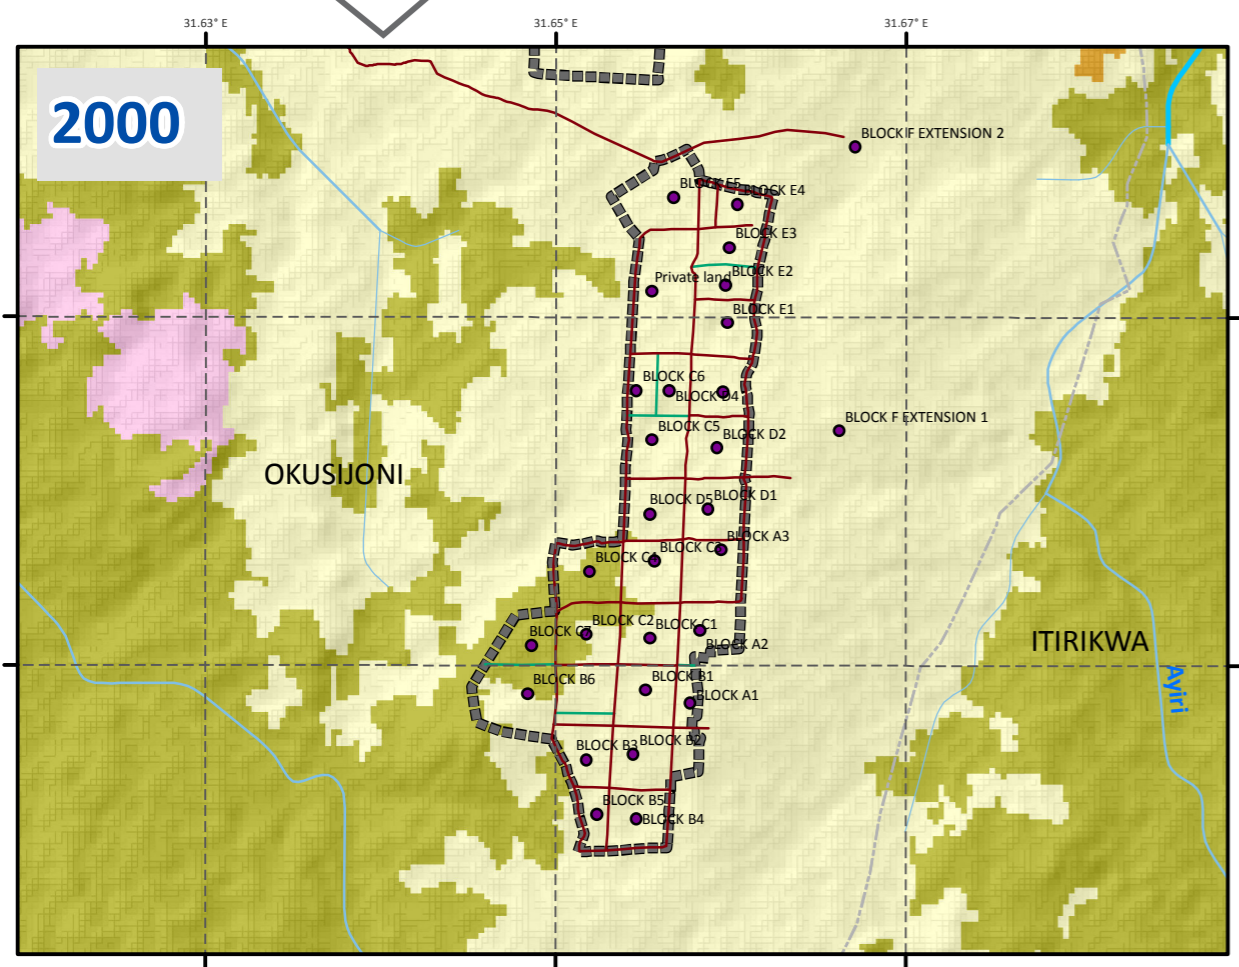 31.63° E
31.65° E
31.67° E
2000
BLOCK F EXTENSION 2
BLOCK E5
BLOCK E4
BLOCK E3
Private land
BLOCK E2
BLOCK E1
BLOCK C6
BLOCK D4
BLOCK F EXTENSION 1
BLOCK C5
BLOCK D2
OKUSIJONI
BLOCK D5
BLOCK D1
BLOCK A3
BLOCK C3
BLOCK C4
BLOCK C2
BLOCK C1
BLOCK C7
BLOCK A2
ITIRIKWA
BLOCK B1
BLOCK B6
BLOCK A1
Ayiri
BLOCK B2
BLOCK B3
BLOCK B5
BLOCK B4